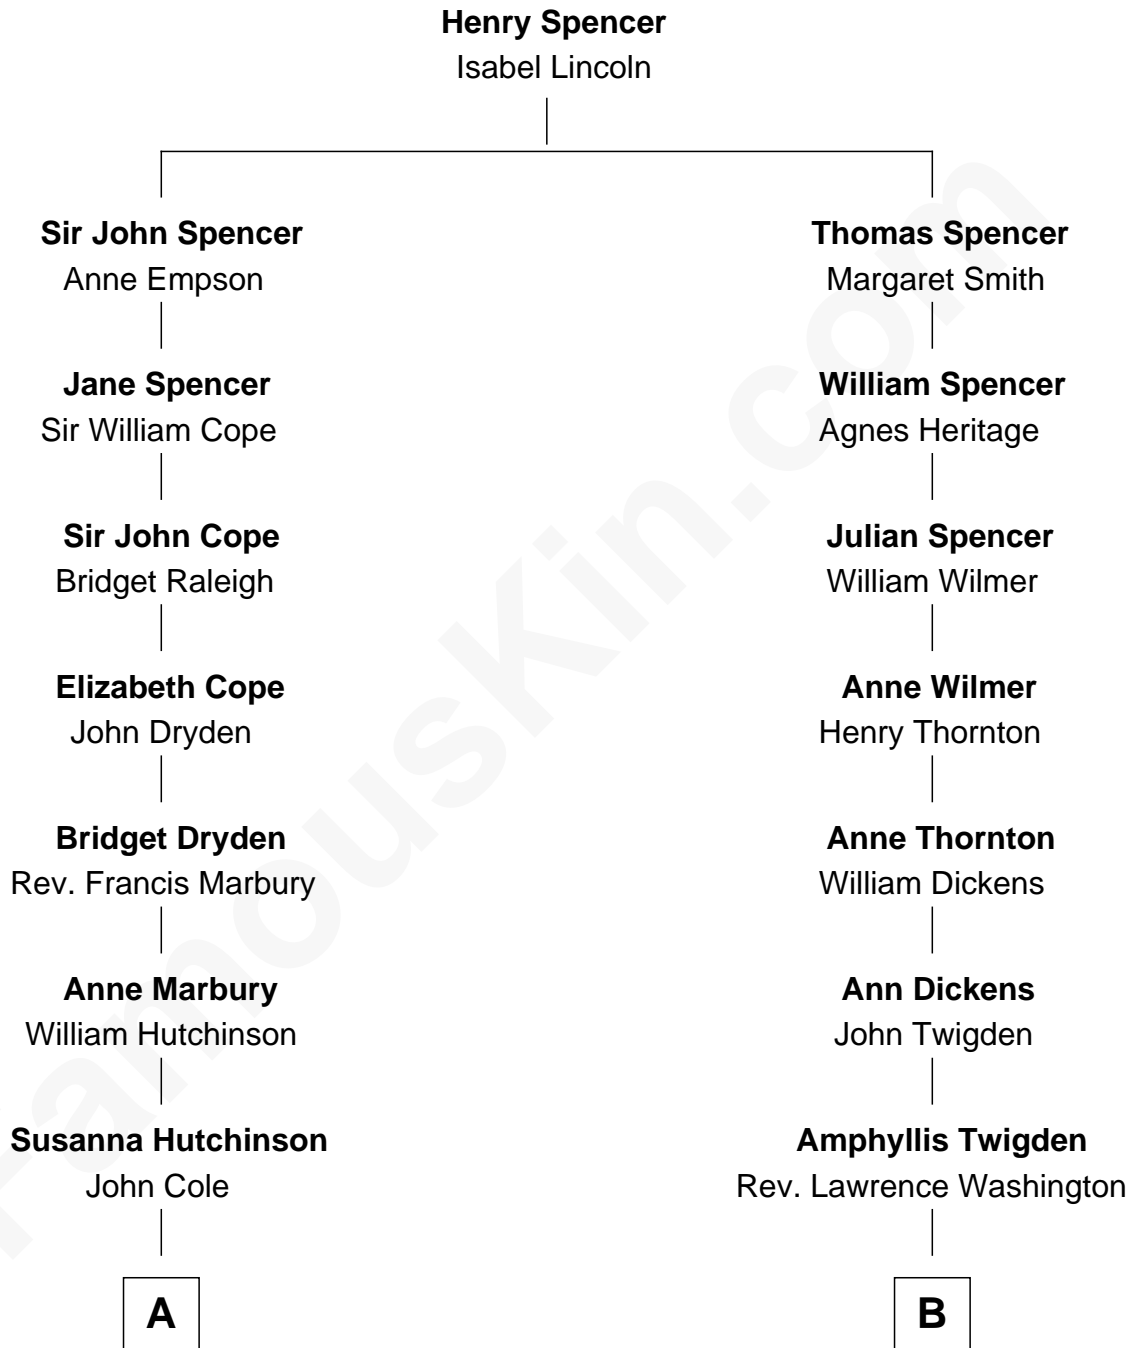 Henry Spencer
Isabel Lincoln
Sir John Spencer
Anne Empson
Thomas Spencer
Margaret Smith
Jane Spencer
Sir William Cope
William Spencer
Agnes Heritage
Sir John Cope
Bridget Raleigh
Julian Spencer
William Wilmer
Elizabeth Cope
John Dryden
Anne Wilmer
Henry Thornton
Bridget Dryden
Rev. Francis Marbury
Anne Thornton
William Dickens
Anne Marbury
William Hutchinson
Ann Dickens
John Twigden
Susanna Hutchinson
John Cole
Amphyllis Twigden
Rev. Lawrence Washington
A
B
FamousKin.com